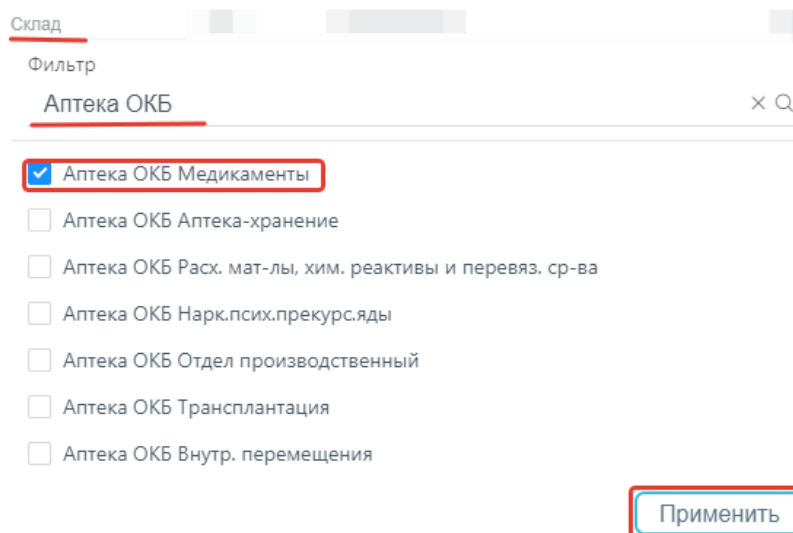 Склад
Фильтр
Аптека ОКБ
Аптека ОКБ Медикаменты
Аптека ОКБ Аптека-хранение
Аптека ОКБ Расх. мат-лы, хим. реактивы и перевяз. ср-ва
Аптека ОКБ Нарк.псих.прекурс.яды
Аптека ОКБ Отдел производственный
Аптека ОКБ Трансплантация
Аптека ОКБ Внутр. перемещения
Применить